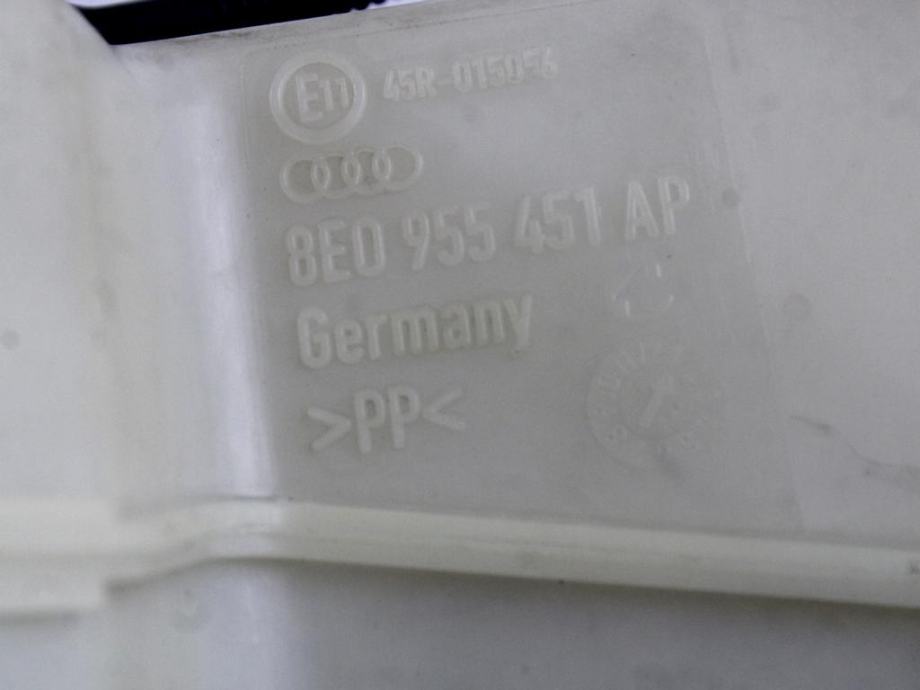 E11 45R-015056
8E0 955 451 AP
Germany
>PP<